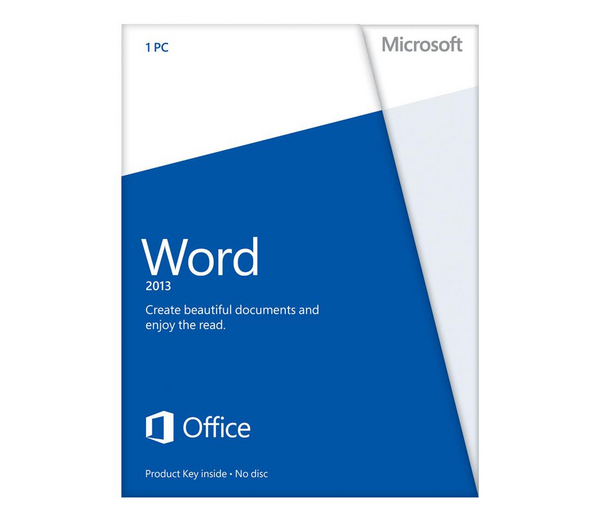 1 PC
Microsoft
Word
2013
Create beautiful documents and
enjoy the read.
Office
Product Key inside • No disc